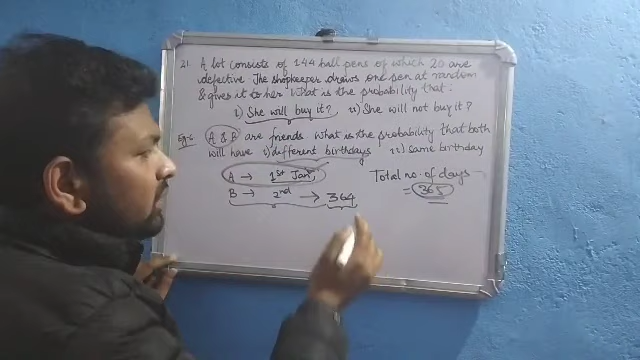 21 A lot consists of 144 ball pens of which 20 are
defective The shopkeeper draws one pen at random
& gives it to her What is the probability that:
i) She will buy it? ii) She will not buy it?
Eg-6 A & B are friends what is the probability that both
will have i) different birthdays ii) same birthday
A → 1st Jan
B → 2nd → 364
Total no. of days
= 365